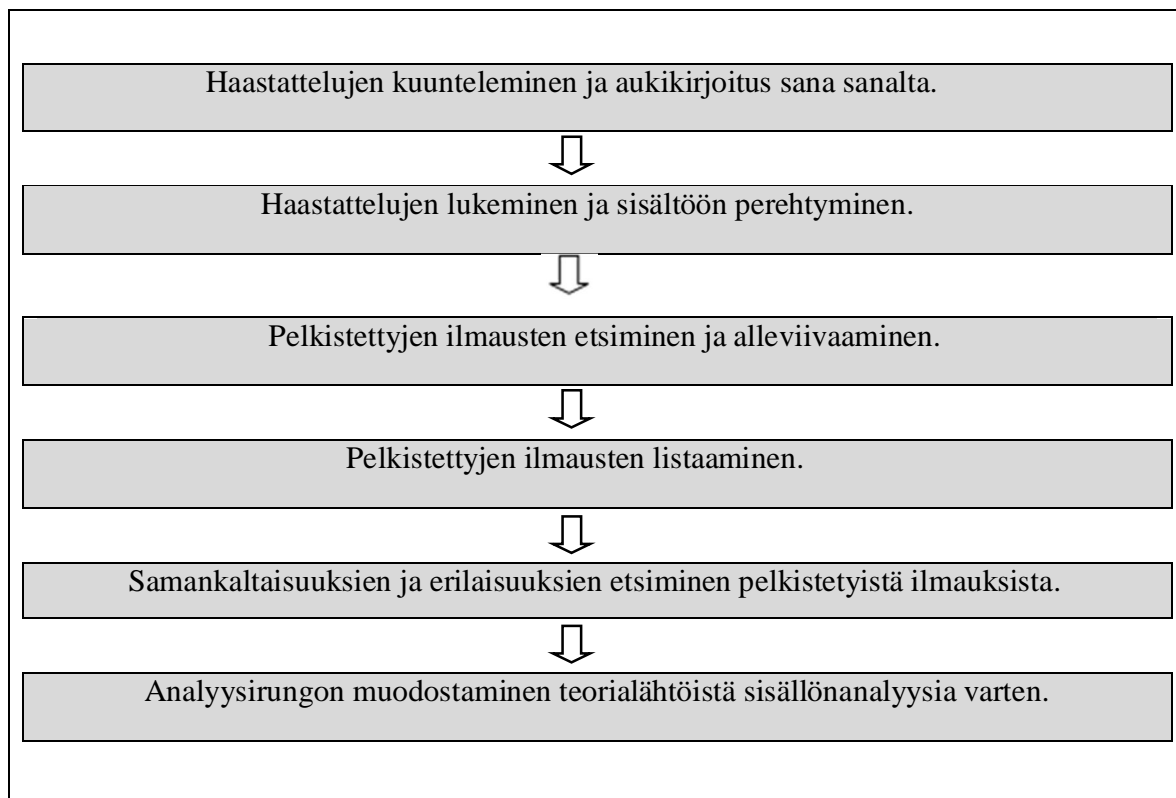 Haastattelujen kuunteleminen ja aukikirjoitus sana sanalta.
Haastattelujen lukeminen ja sisältöön perehtyminen.
Pelkistettyjen ilmausten etsiminen ja alleviivaaminen.
Pelkistettyjen ilmausten listaaminen.
Samankaltaisuuksien ja erilaisuuksien etsiminen pelkistetyistä ilmauksista.
Analyysirungon muodostaminen teorialähtöistä sisällönanalyysia varten.